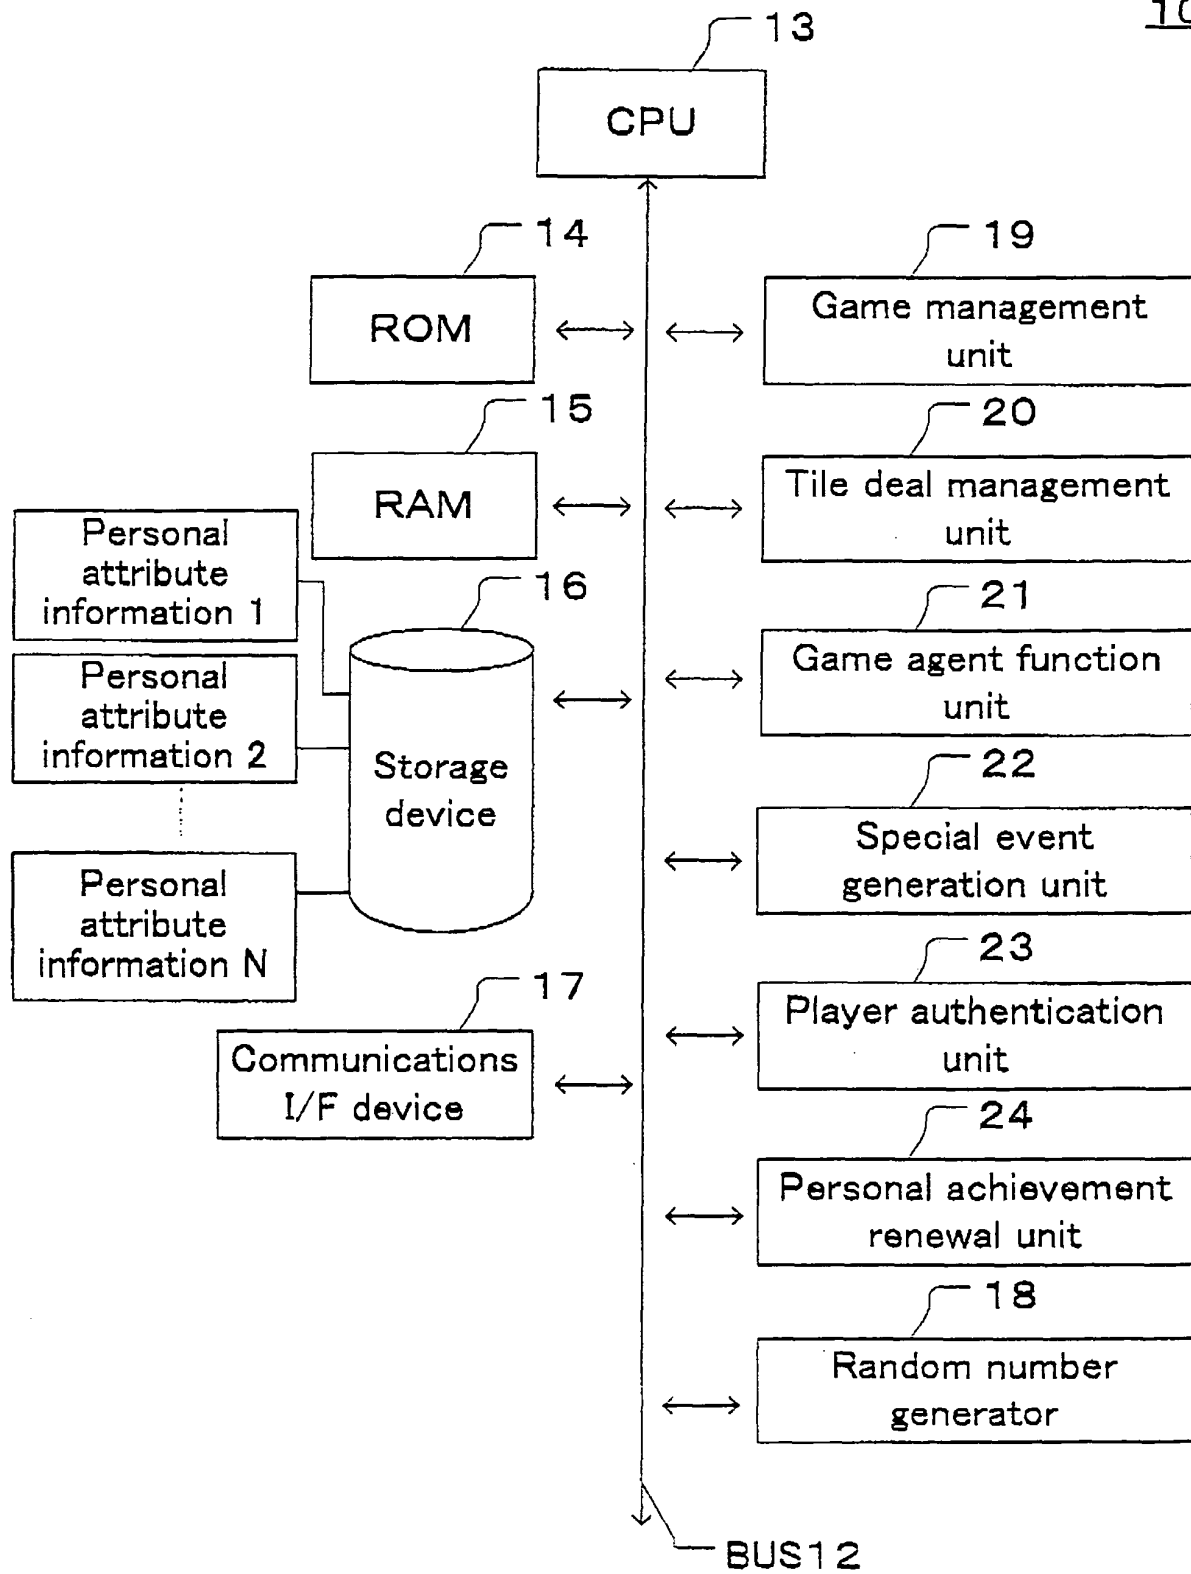 10
13
CPU
14
ROM
19
Game management
unit
15
RAM
20
Tile deal management
unit
Personal
attribute
information 1
16
Storage
device
21
Game agent function
unit
Personal
attribute
information 2
22
Special event
generation unit
Personal
attribute
information N
23
Player authentication
unit
17
Communications
I/F device
24
Personal achievement
renewal unit
18
Random number
generator
BUS12